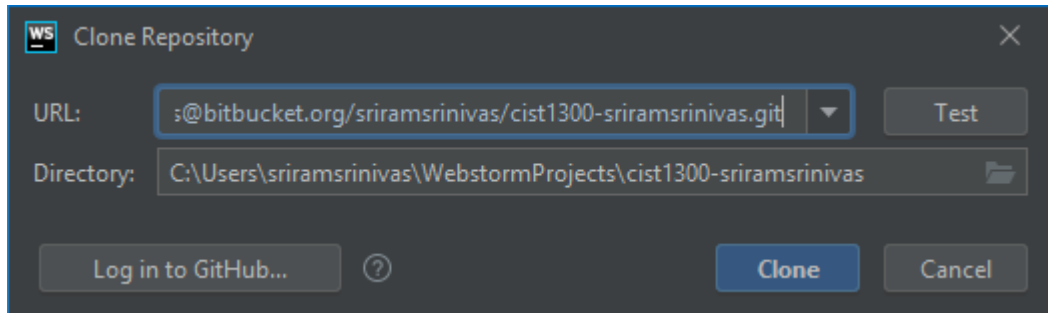 WS Clone Repository
URL: s@bitbucket.org/sriramsrinivas/cist1300-sriramsrinivas.git Test
Directory: C:\Users\sriramsrinivas\WebstormProjects\cist1300-sriramsrinivas
Log in to GitHub... ? Clone Cancel